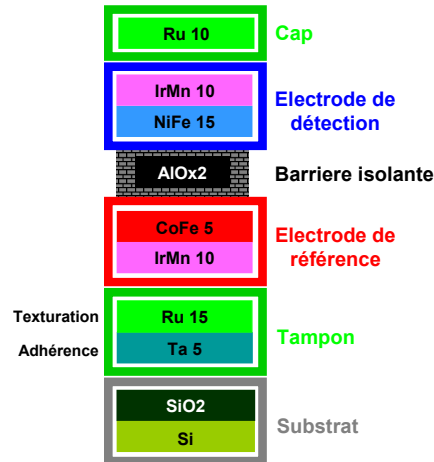 Ru 10
Cap
IrMn 10
NiFe 15
Electrode de
détection
AlOx2
Barriere isolante
CoFe 5
IrMn 10
Electrode de
référence
Texturation
Ru 15
Adhérence
Ta 5
Tampon
SiO2
Si
Substrat